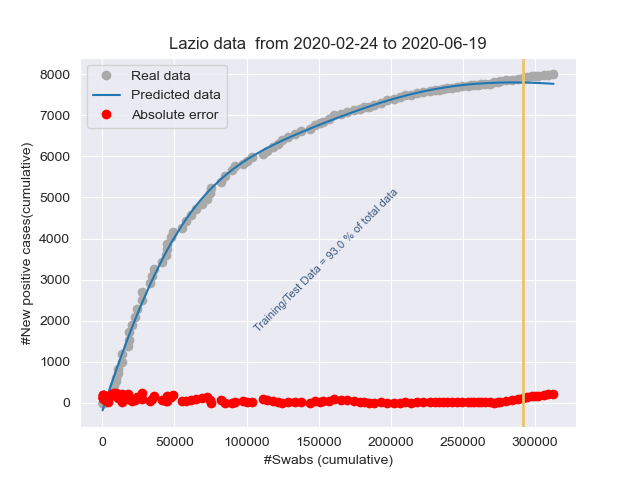 Lazio data  from 2020-02-24 to 2020-06-19
Real data
Predicted data
Absolute error
8000
7000
6000
5000
4000
3000
2000
1000
0
#New positive cases(cumulative)
Training/Test Data = 93.0 % of total data
0 50000 100000 150000 200000 250000 300000
#Swabs (cumulative)